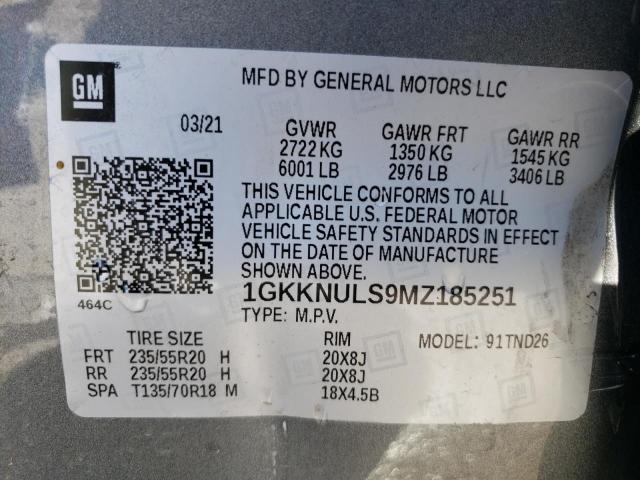 GM
MFD BY GENERAL MOTORS LLC
03/21 GVWR GAWR FRT GAWR RR
2722 KG 1350 KG 1545 KG
6001 LB 2976 LB 3406 LB
THIS VEHICLE CONFORMS TO ALL
APPLICABLE U.S. FEDERAL MOTOR
VEHICLE SAFETY STANDARDS IN EFFECT
ON THE DATE OF MANUFACTURE
SHOWN ABOVE.
464C
1GKKNULS9MZ185251
TYPE: M.P.V. MODEL: 91TND26
TIRE SIZE RIM
FRT 235/55R20 H 20X8J
RR 235/55R20 H 20X8J
SPA T135/70R18 M 18X4.5B